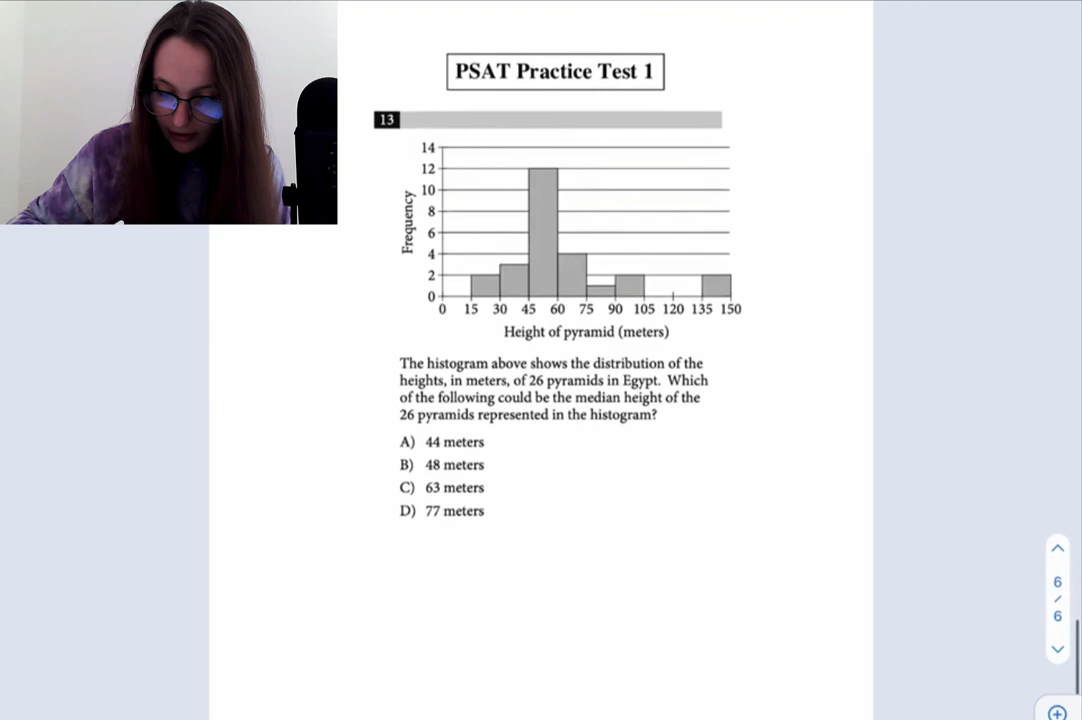 PSAT Practice Test 1
13
14
12
10
8
6
4
2
0
Frequency
0 15 30 45 60 75 90 105 120 135 150
Height of pyramid (meters)
The histogram above shows the distribution of the
heights, in meters, of 26 pyramids in Egypt. Which
of the following could be the median height of the
26 pyramids represented in the histogram?
A) 44 meters
B) 48 meters
C) 63 meters
D) 77 meters
6
/
6